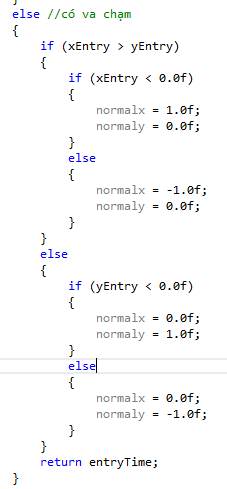 else //có va chạm
{
    if (xEntry > yEntry)
    {
        if (xEntry < 0.0f)
        {
            normalx = 1.0f;
            normaly = 0.0f;
        }
        else
        {
            normalx = -1.0f;
            normaly = 0.0f;
        }
    }
    else
    {
        if (yEntry < 0.0f)
        {
            normalx = 0.0f;
            normaly = 1.0f;
        }
        else
        {
            normalx = 0.0f;
            normaly = -1.0f;
        }
    }
    return entryTime;
}